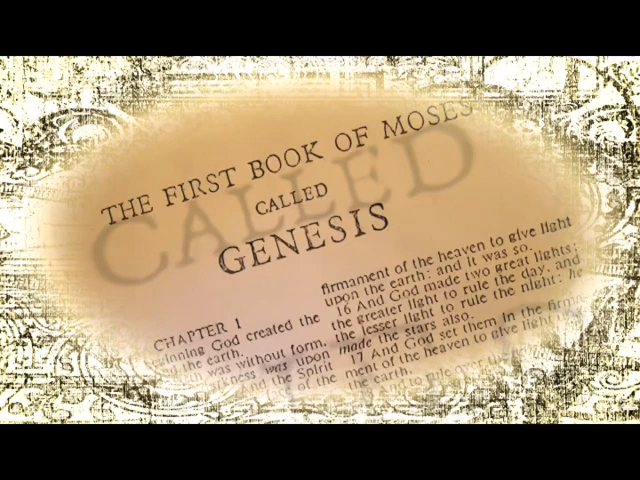 THE FIRST BOOK OF MOSES
CALLED
CALLED
GENESIS
CHAPTER 1
God created the
the earth.
was without form,
was upon
the Spirit
of the
firmament of the heaven to give light
upon the earth: and it was so.
16 And God made two great lights;
the greater light to rule the day, and
the lesser light to rule the night: he
made the stars also.
17 And God set them in the firma-
ment of the heaven to give light
the earth.